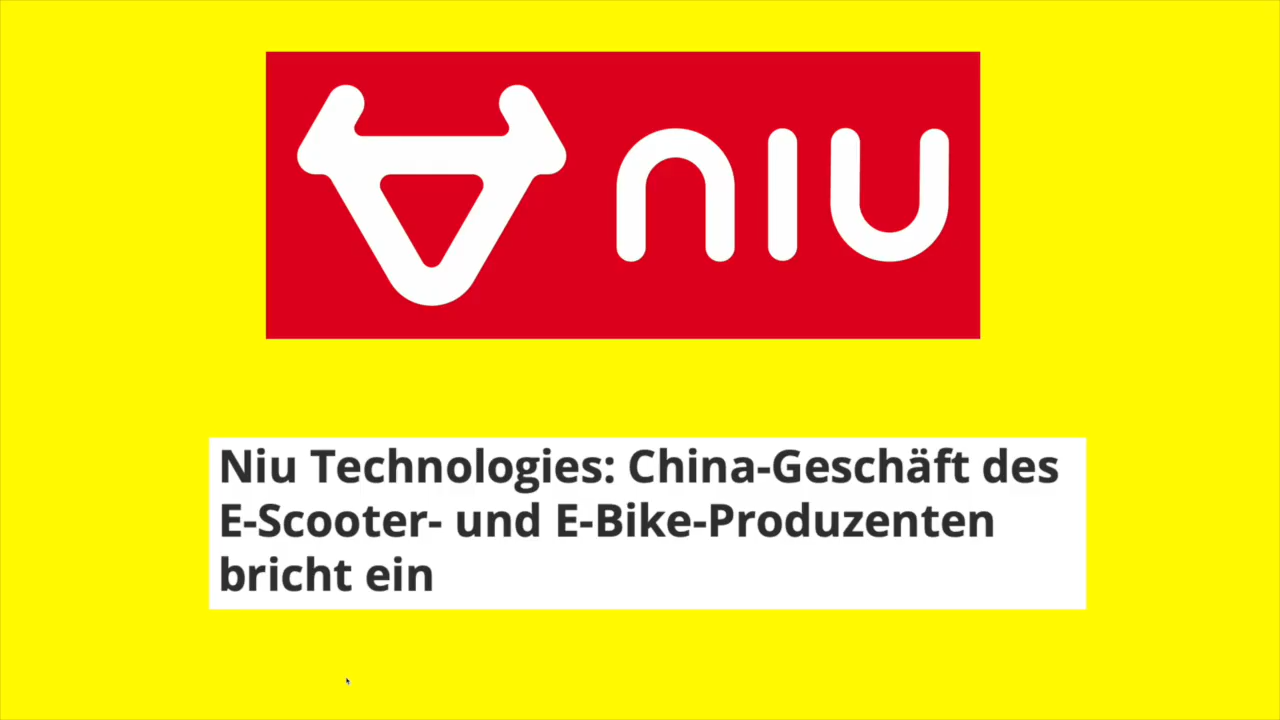 niu
Niu Technologies: China-Geschäft des
E-Scooter- und E-Bike-Produzenten
bricht ein